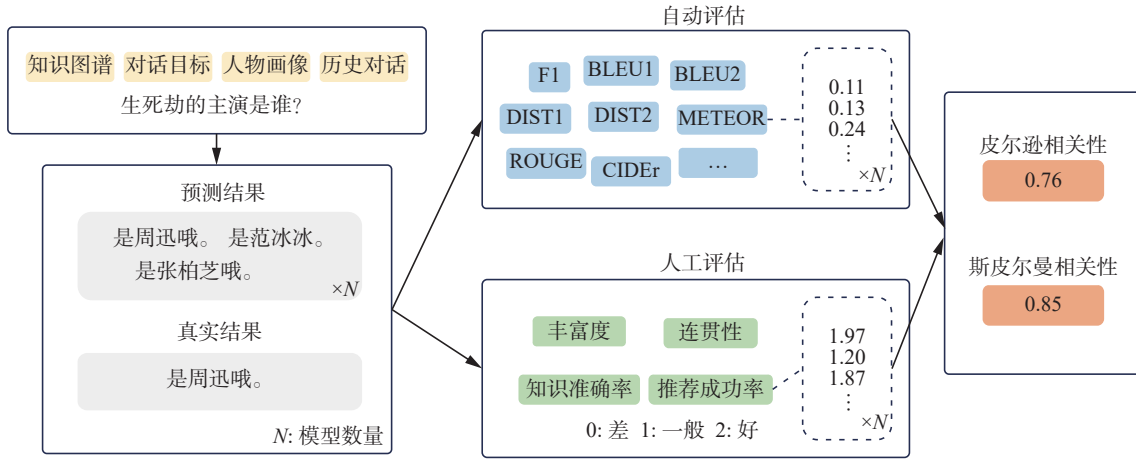 知识图谱 对话目标 人物画像 历史对话
生死劫的主演是谁？
预测结果
是周迅哦。 是范冰冰。
是张柏芝哦。
×N
真实结果
是周迅哦。
N: 模型数量
自动评估
F1 BLEU1 BLEU2
DIST1 DIST2 METEOR
ROUGE CIDEr …
0.11
0.13
0.24
⋮
×N
人工评估
丰富度 连贯性
知识准确率 推荐成功率
0: 差 1: 一般 2: 好
1.97
1.20
1.87
⋮
×N
皮尔逊相关性
0.76
斯皮尔曼相关性
0.85